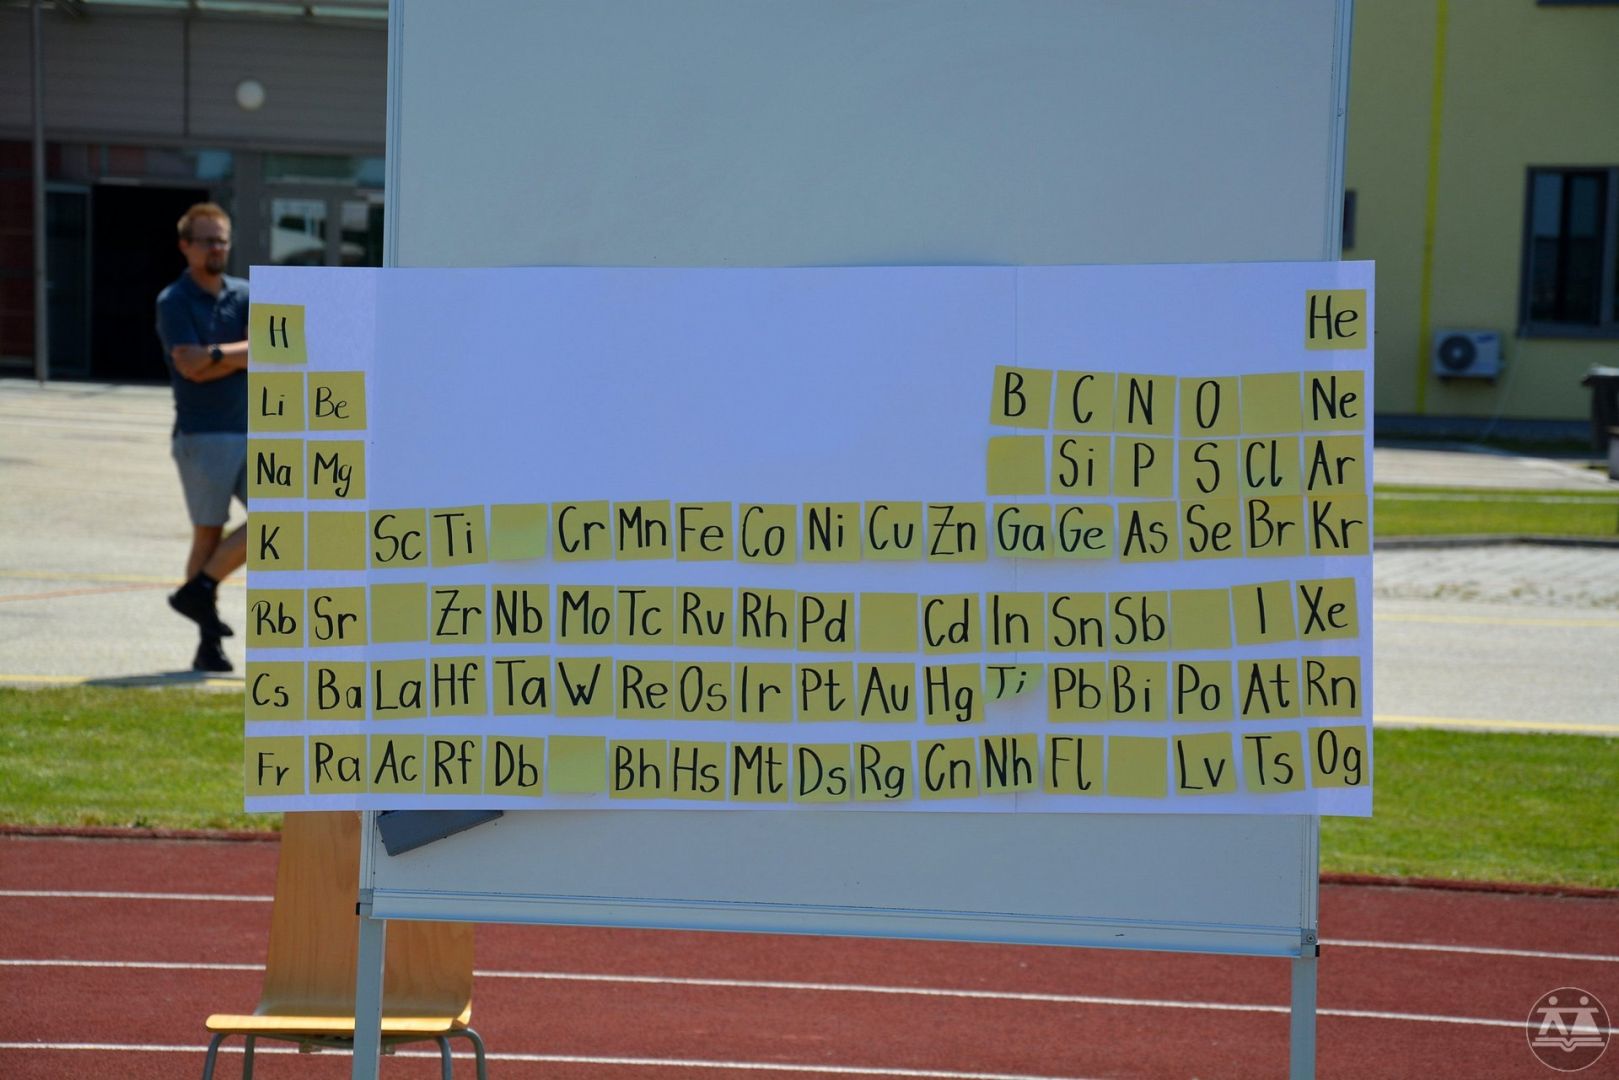 H He
Li Be B C N O Ne
Na Mg Si P S Cl Ar
K Sc Ti Cr Mn Fe Co Ni Cu Zn Ga Ge As Se Br Kr
Rb Sr Zr Nb Mo Tc Ru Rh Pd Cd In Sn Sb I Xe
Cs Ba La Hf Ta W Re Os Ir Pt Au Hg Ti Pb Bi Po At Rn
Fr Ra Ac Rf Db Bh Hs Mt Ds Rg Cn Nh Fl Lv Ts Og